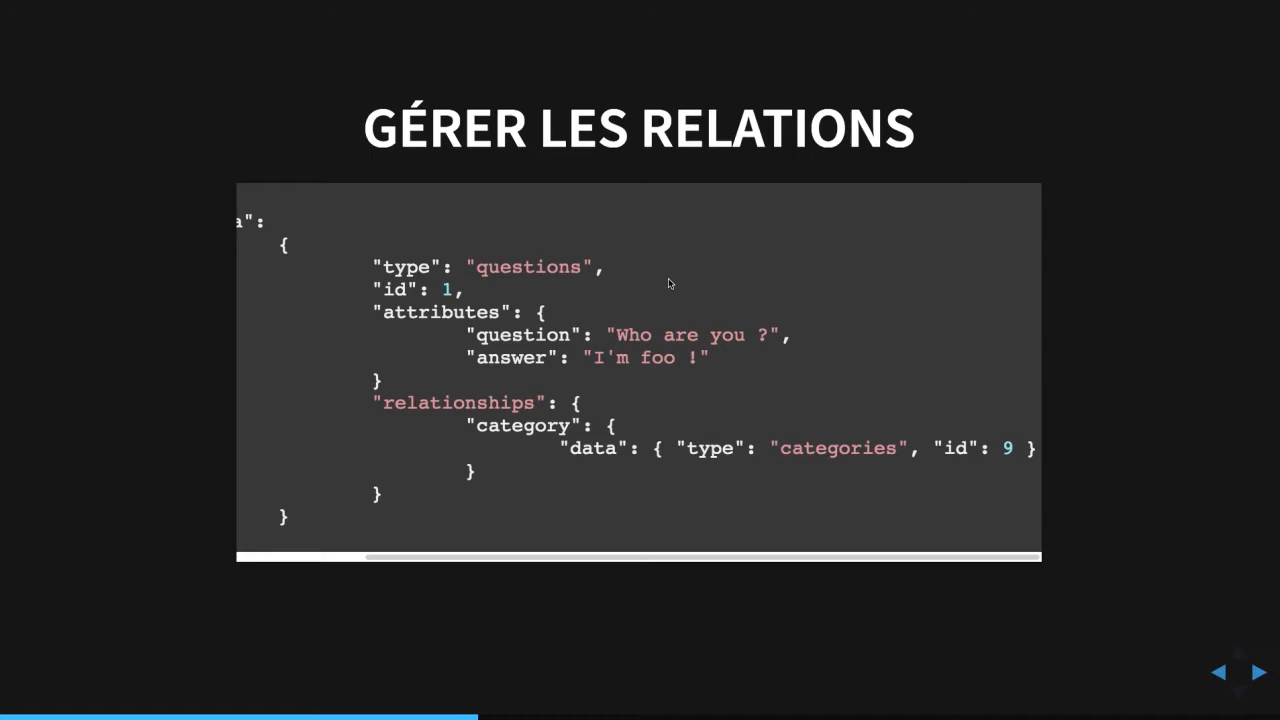 GÉRER LES RELATIONS
a":
{
"type": "questions",
"id": 1,
"attributes": {
"question": "Who are you ?",
"answer": "I'm foo !"
}
"relationships": {
"category": {
"data": { "type": "categories", "id": 9 }
}
}
}